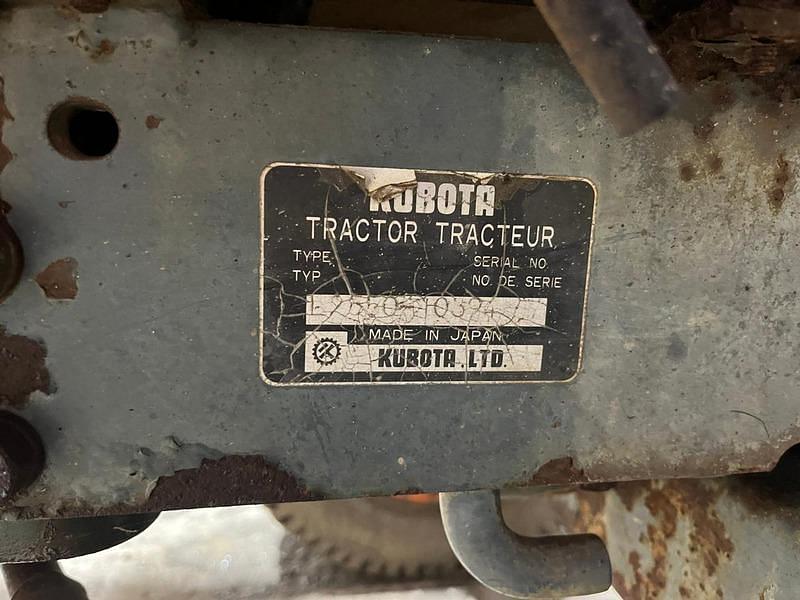 KUBOTA
TRACTOR TRACTEUR
TYPE SERIAL NO.
TYP NO. DE. SERIE
MADE IN JAPAN
KUBOTA, LTD.